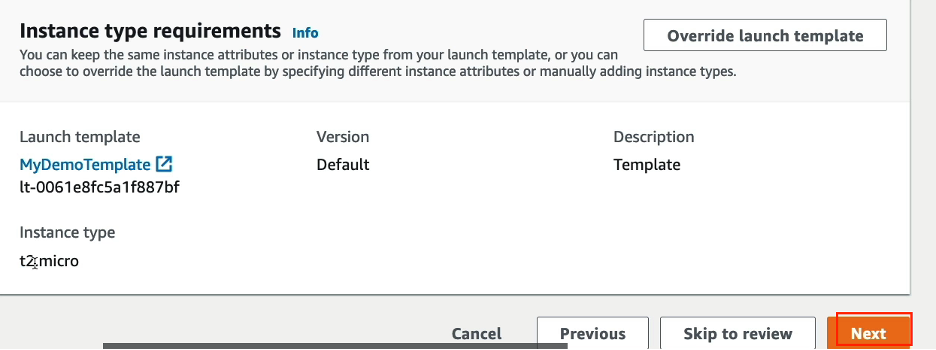 Instance type requirements Info
Override launch template
You can keep the same instance attributes or instance type from your launch template, or you can
choose to override the launch template by specifying different instance attributes or manually adding instance types.
Launch template
Version
Description
MyDemoTemplate
Default
Template
lt-0061e8fc5a1f887bf
Instance type
t2.micro
Cancel
Previous
Skip to review
Next